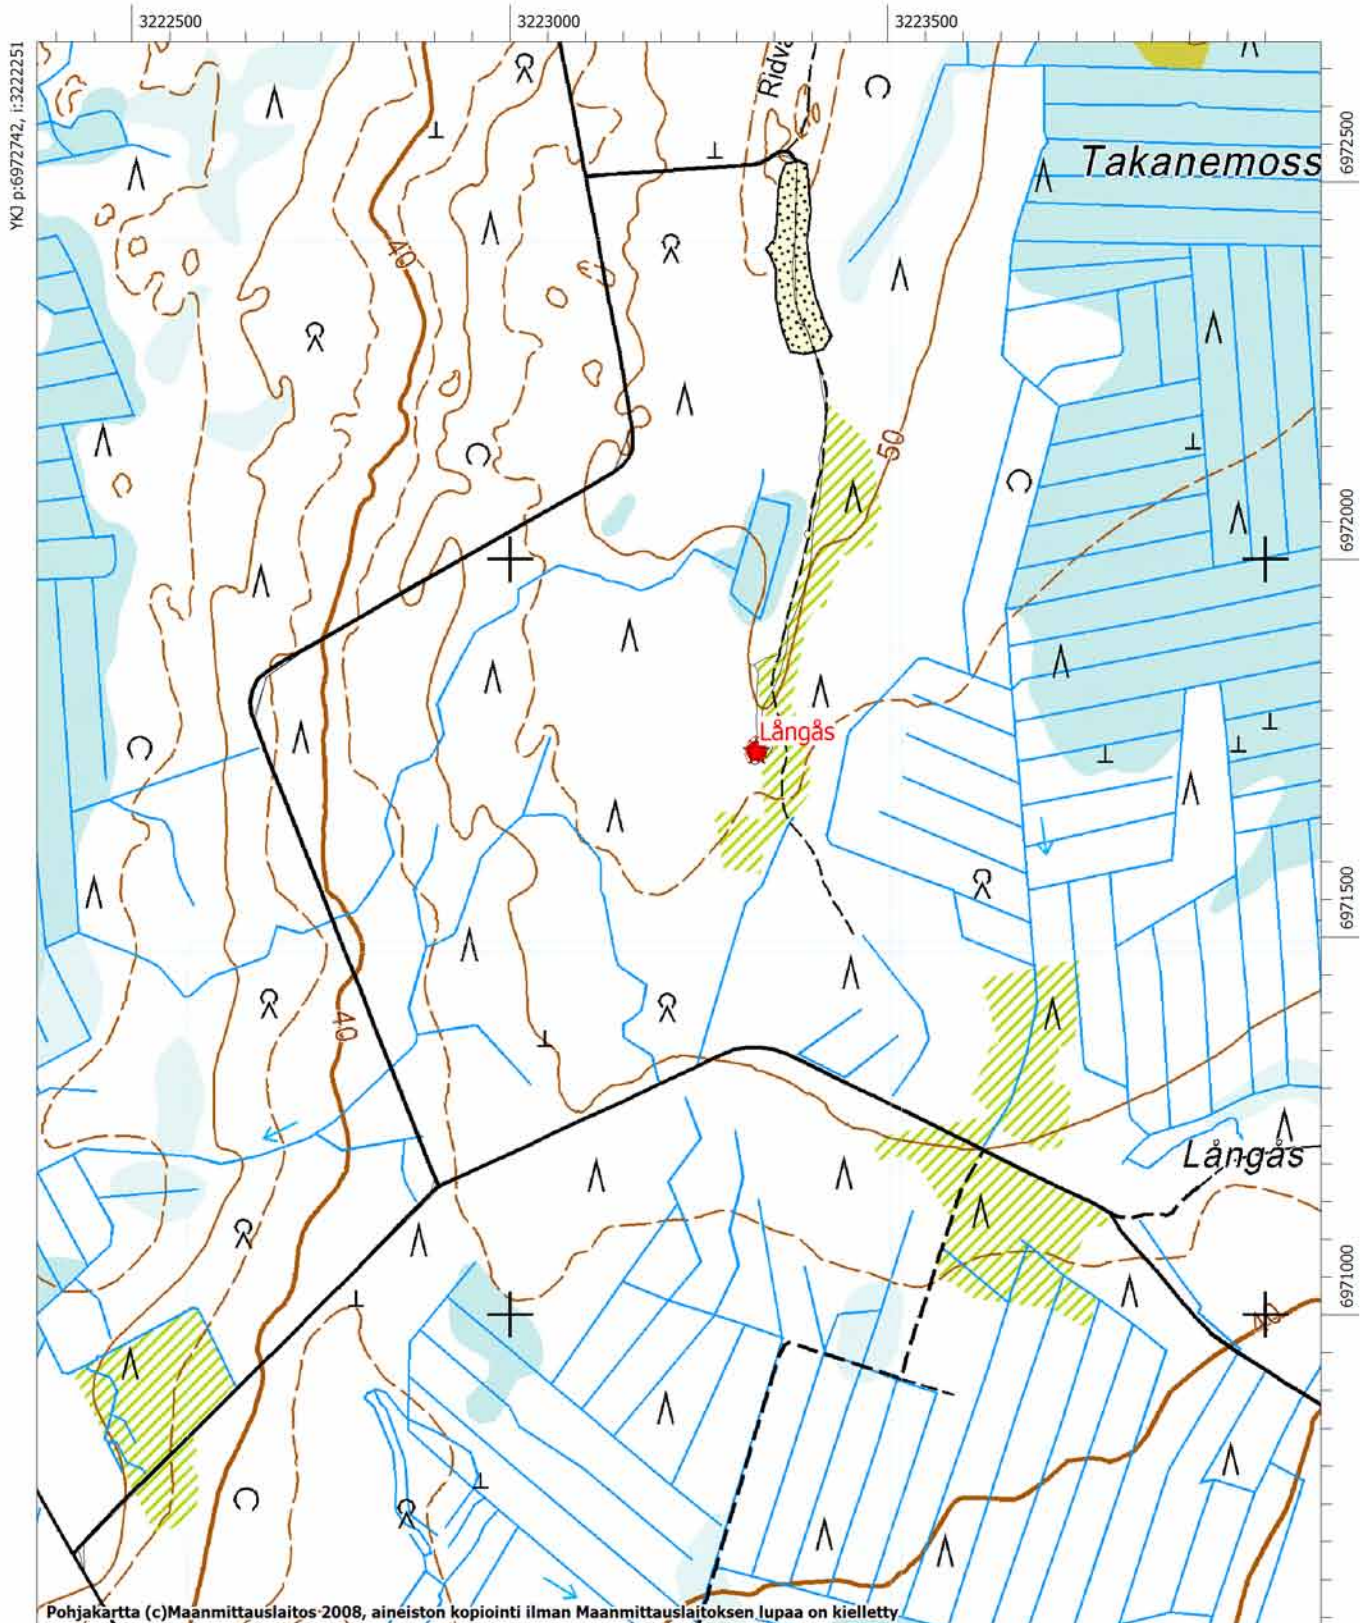 3222500
3223000
3223500
YKJ p:6972742, i:3222251
Takanemoss
6972500
40
50
6972000
Långås
6971500
40
Långås
6971000
40
Pohjakartta (c)Maanmittauslaitos 2008, aineiston kopiointi ilman Maanmittauslaitoksen lupaa on kielletty